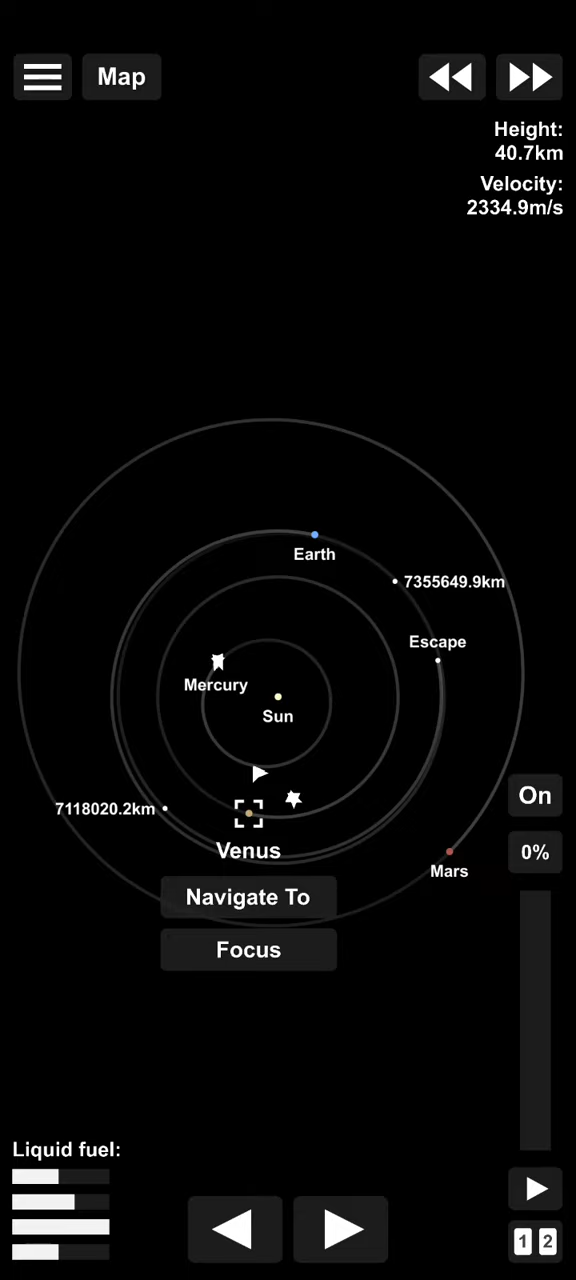 Map
Height:
40.7km
Velocity:
2334.9m/s
Earth
7355649.9km
Escape
Mercury
Sun
On
7118020.2km
Venus
0%
Mars
Navigate To
Focus
Liquid fuel:
1 2